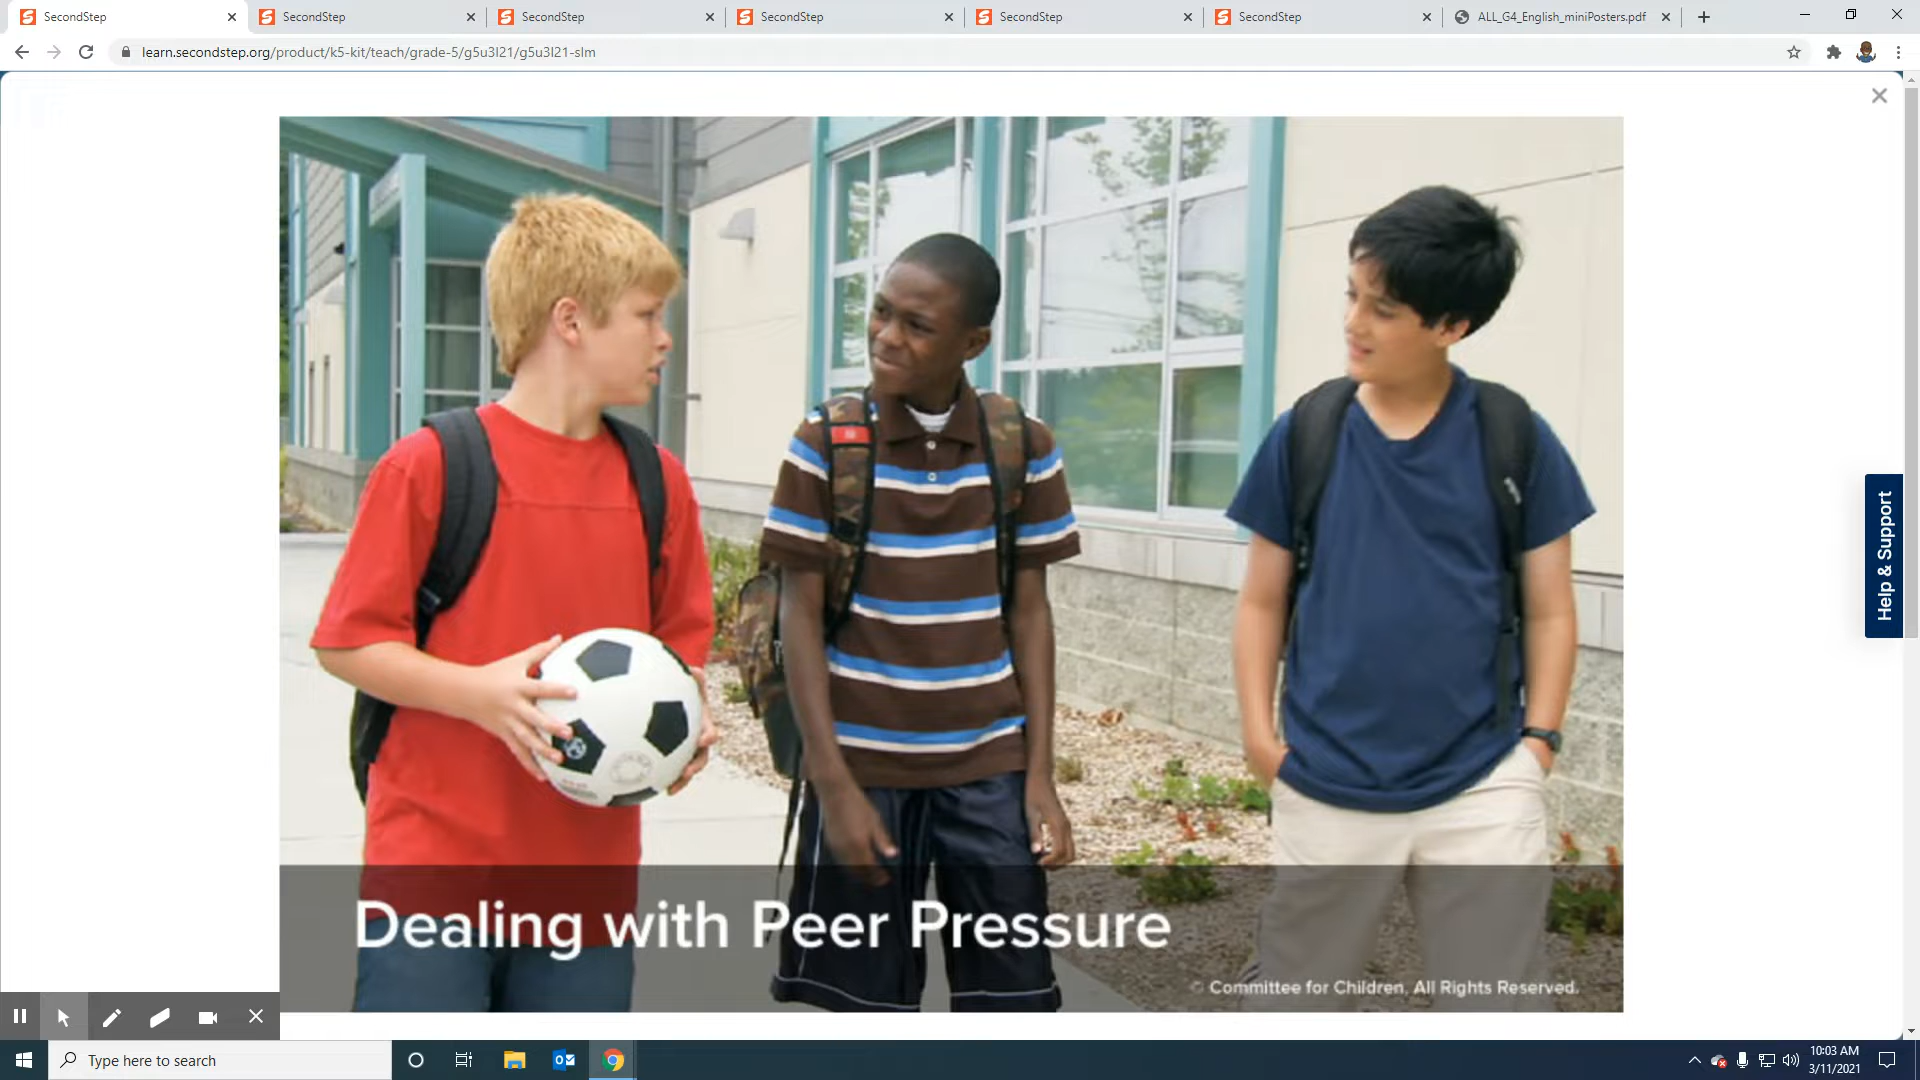 SecondStep
SecondStep
SecondStep
SecondStep
SecondStep
SecondStep
ALL_G4_English_miniPosters.pdf
learn.secondstep.org/product/k5-kit/teach/grade-5/g5u3l21/g5u3l21-slm
Help & Support
Dealing with Peer Pressure
© Committee for Children. All Rights Reserved.
Type here to search
10:03 AM
3/11/2021